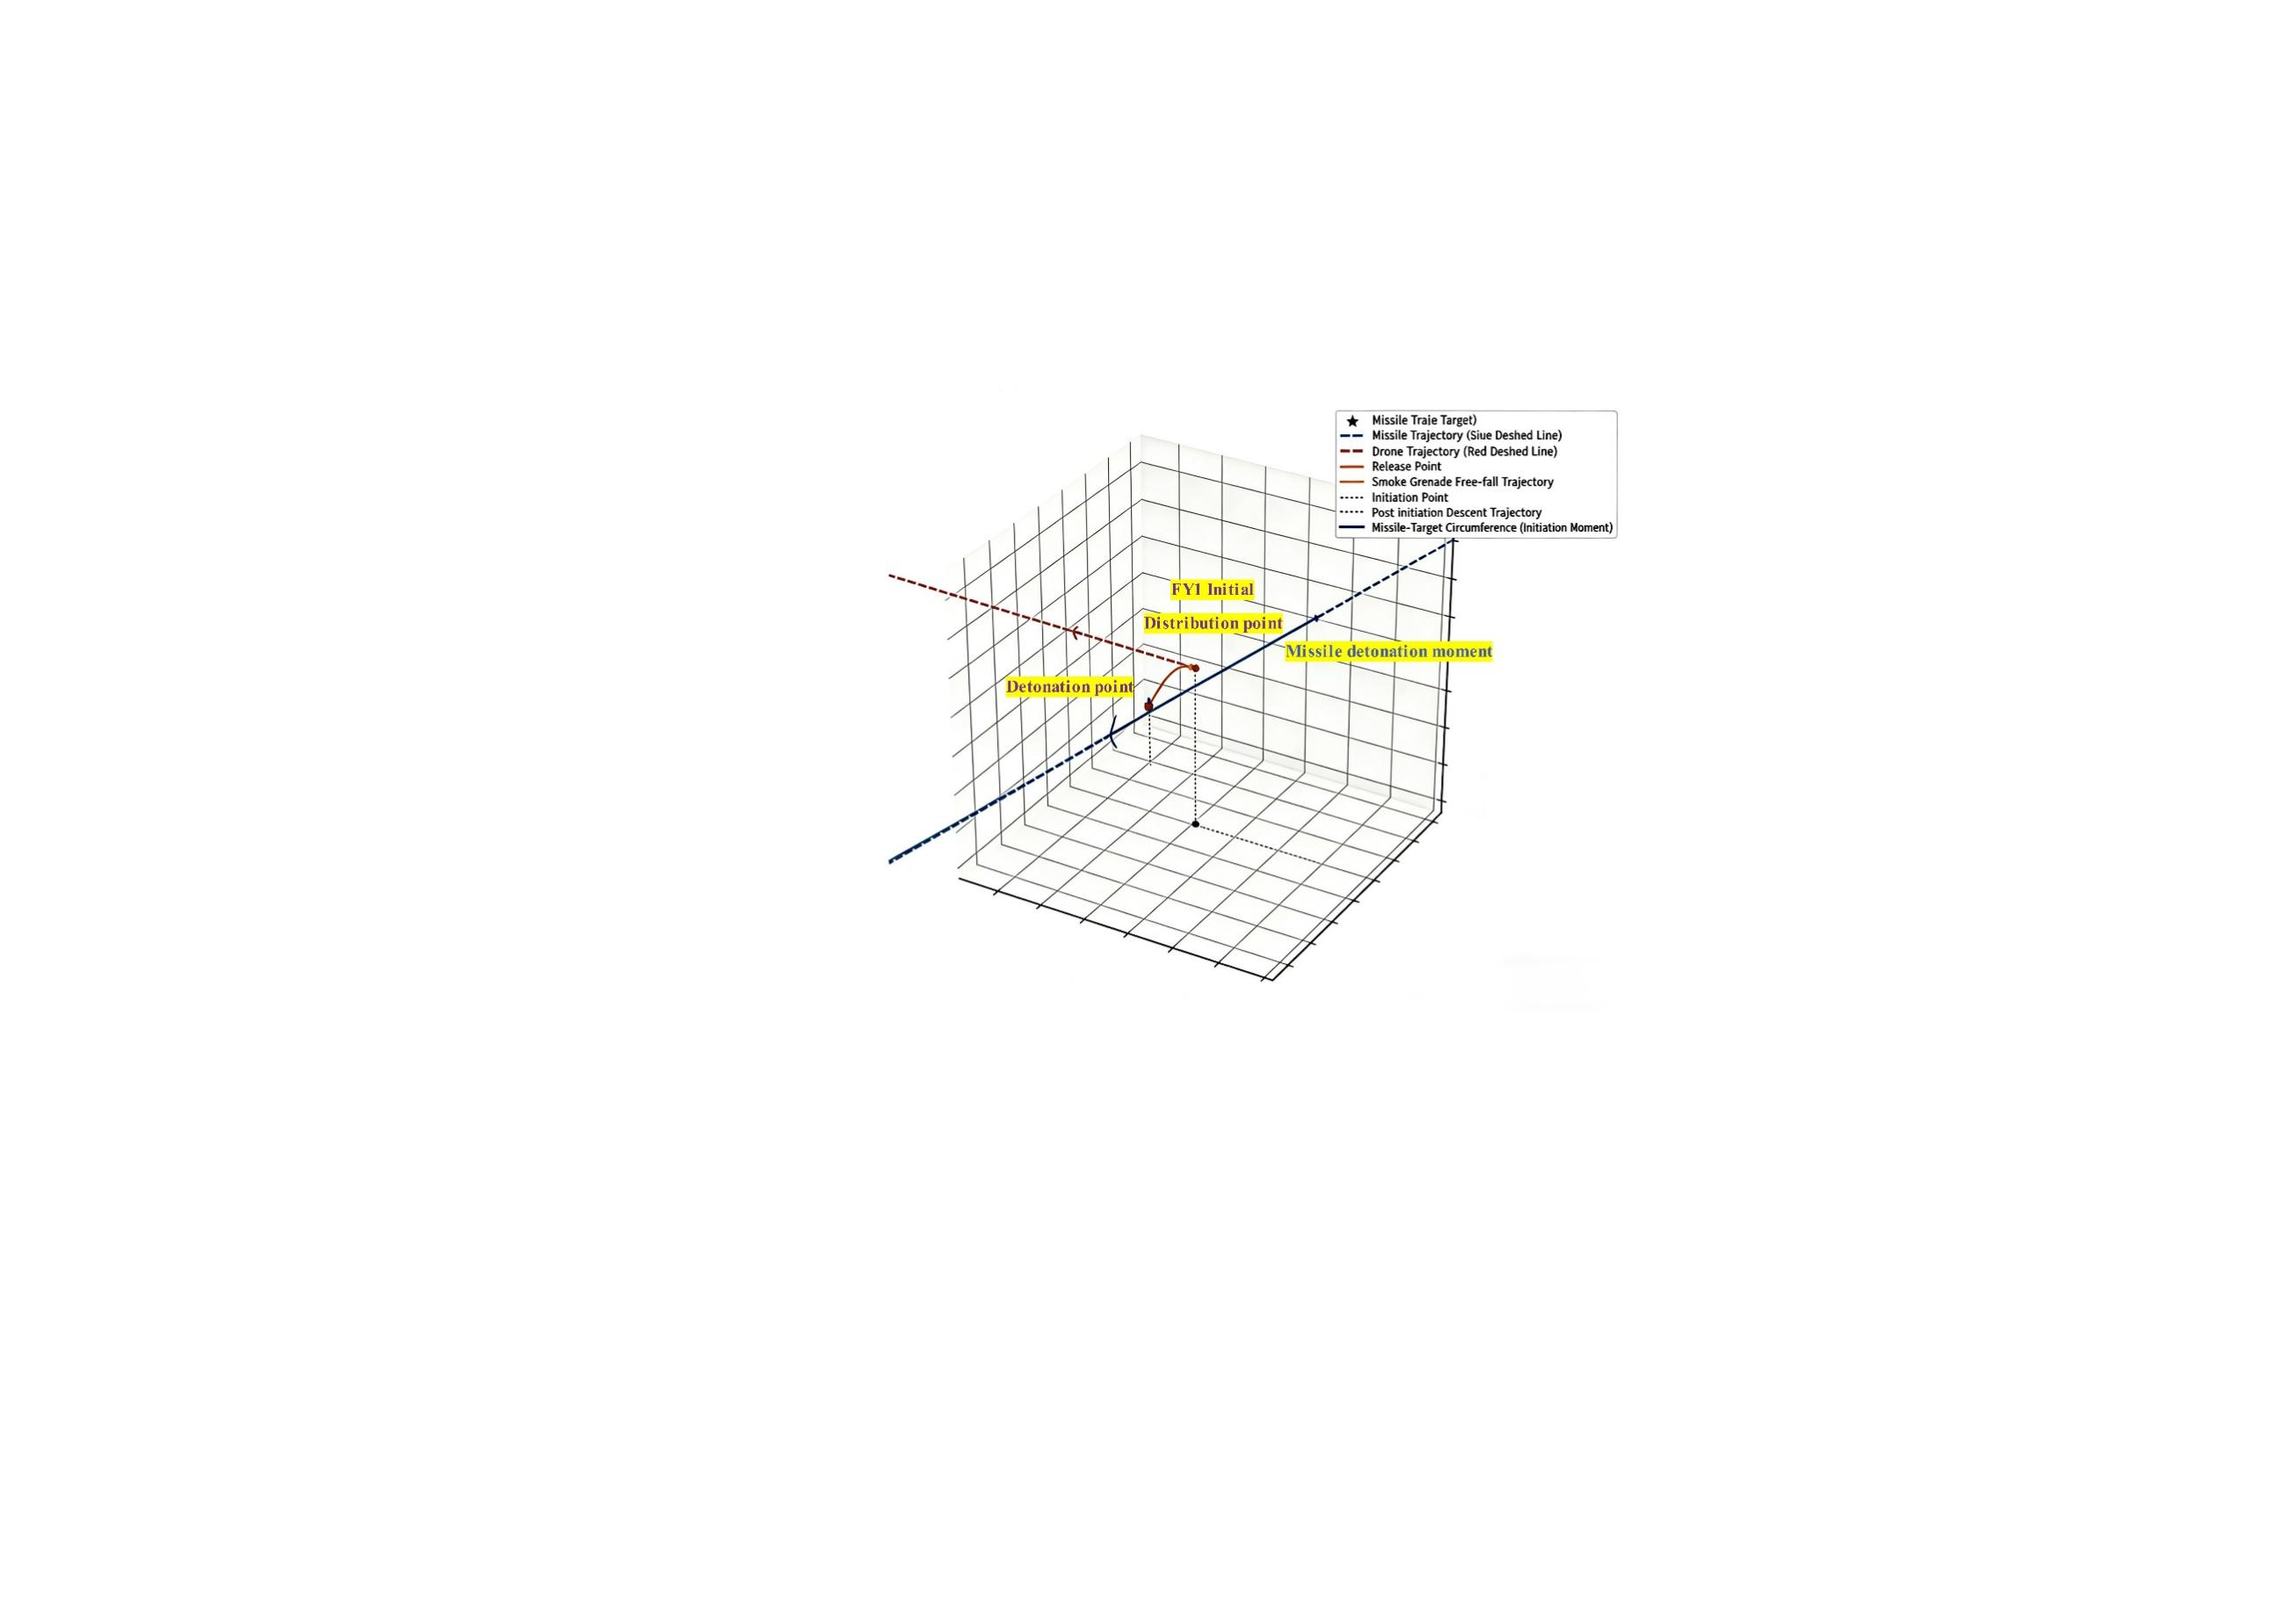 Missile Traje Target)
Missile Trajectory (Siue Deshed Line)
Drone Trajectory (Red Deshed Line)
Release Point
Smoke Grenade Free-fall Trajectory
Initiation Point
Post initiation Descent Trajectory
Missile-Target Circumference (Initiation Moment)
FY1 Initial
Distribution point
Missile detonation moment
Detonation point